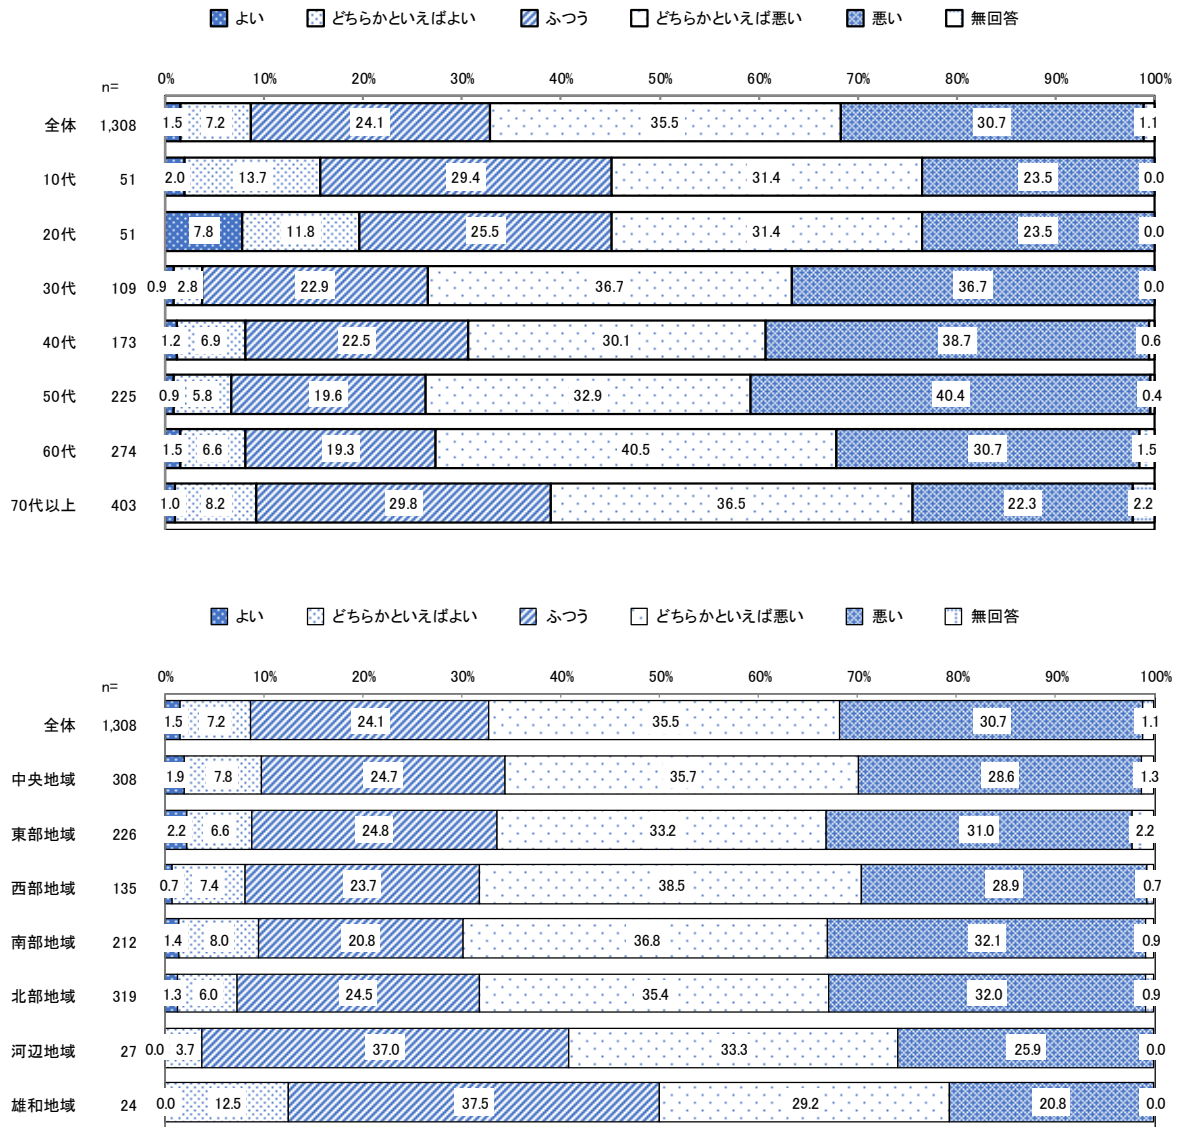 よい どちらかといえばよい ふつう どちらかといえば悪い 悪い 無回答
n= 0% 10% 20% 30% 40% 50% 60% 70% 80% 90% 100%
全体 1,308 1.5 7.2 24.1 35.5 30.7 1.1
10代 51 2.0 13.7 29.4 31.4 23.5 0.0
20代 51 7.8 11.8 25.5 31.4 23.5 0.0
30代 109 0.9 2.8 22.9 36.7 36.7 0.0
40代 173 1.2 6.9 22.5 30.1 38.7 0.6
50代 225 0.9 5.8 19.6 32.9 40.4 0.4
60代 274 1.5 6.6 19.3 40.5 30.7 1.5
70代以上 403 1.0 8.2 29.8 36.5 22.3 2.2
よい どちらかといえばよい ふつう どちらかといえば悪い 悪い 無回答
n= 0% 10% 20% 30% 40% 50% 60% 70% 80% 90% 100%
全体 1,308 1.5 7.2 24.1 35.5 30.7 1.1
中央地域 308 1.9 7.8 24.7 35.7 28.6 1.3
東部地域 226 2.2 6.6 24.8 33.2 31.0 2.2
西部地域 135 0.7 7.4 23.7 38.5 28.9 0.7
南部地域 212 1.4 8.0 20.8 36.8 32.1 0.9
北部地域 319 1.3 6.0 24.5 35.4 32.0 0.9
河辺地域 27 0.0 3.7 37.0 33.3 25.9 0.0
雄和地域 24 0.0 12.5 37.5 29.2 20.8 0.0